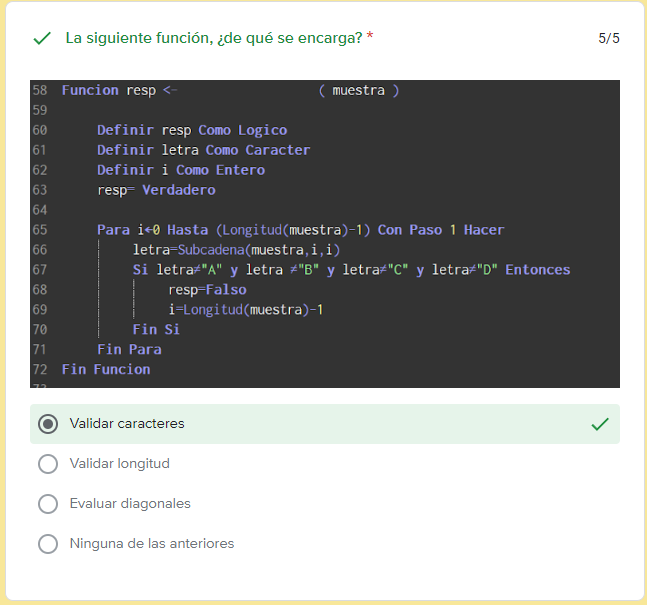 La siguiente función, ¿de qué se encarga? *
5/5
58 Funcion resp <- ( muestra )
59
60 Definir resp Como Logico
61 Definir letra Como Caracter
62 Definir i Como Entero
63 resp= Verdadero
64
65 Para i←0 Hasta (Longitud(muestra)-1) Con Paso 1 Hacer
66 letra=Subcadena(muestra,i,i)
67 Si letra≠"A" y letra ≠"B" y letra≠"C" y letra≠"D" Entonces
68 resp=Falso
69 i=Longitud(muestra)-1
70 Fin Si
71 Fin Para
72 Fin Funcion
73
Validar caracteres
Validar longitud
Evaluar diagonales
Ninguna de las anteriores